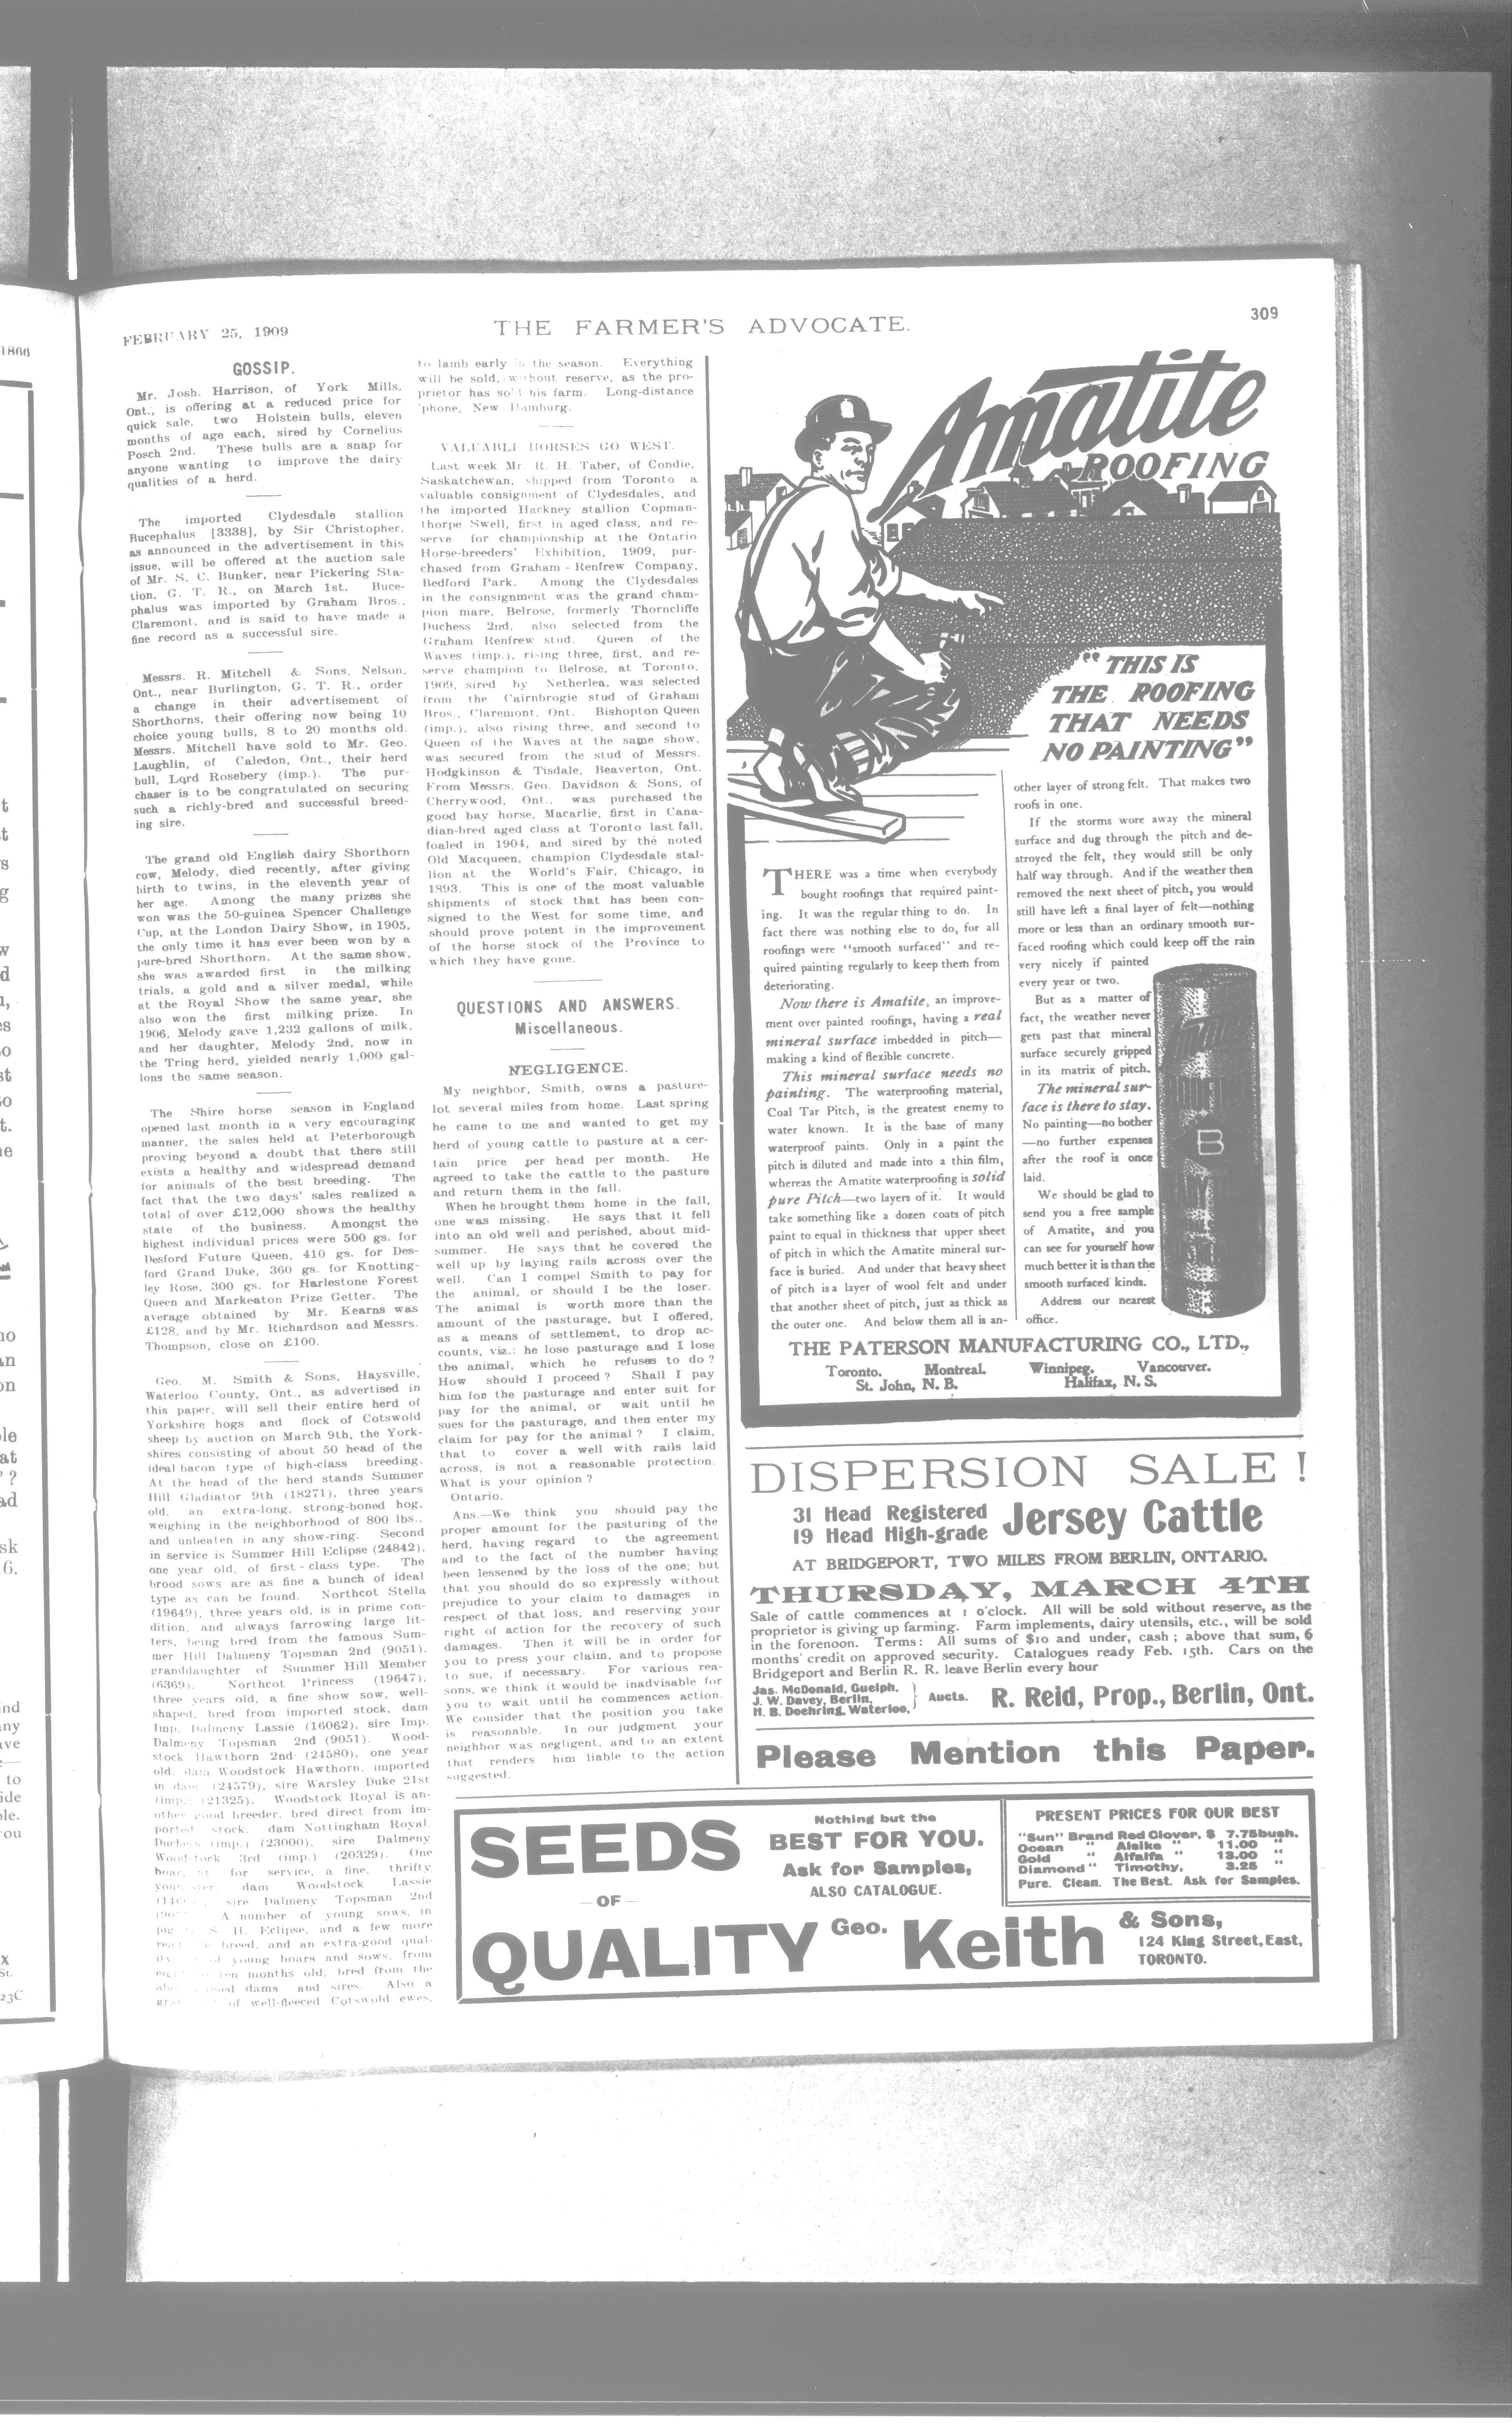 FEBRUARY 25, 1909
THE FARMER'S ADVOCATE.
309
GOSSIP.
Mr. Josh. Harrison, of York Mills,
Ont., is offering at a reduced price for
quick sale, two Holstein bulls, eleven
months of age each, sired by Cornelius
Posch 2nd. These bulls are a snap for
anyone wanting to improve the dairy
qualities of a herd.
The imported Clydesdale stallion
Bucephalus [3338], by Sir Christopher,
as announced in the advertisement in this
issue, will be offered at the auction sale
of Mr. S. C. Bunker, near Pickering Sta-
tion, G. T. R., on March 1st. Buce-
phalus was imported by Graham Bros.,
Claremont, and is said to have made a
fine record as a successful sire.
Messrs. R. Mitchell & Sons, Nelson,
Ont., near Burlington, G. T. R., order
a change in their advertisement of
Shorthorns, their offering now being 10
choice young bulls, 8 to 20 months old.
Messrs. Mitchell have sold to Mr. Geo.
Laughlin, of Caledon, Ont., their herd
bull, Lord Rosebery (imp.). The pur-
chaser is to be congratulated on securing
such a richly-bred and successful breed-
ing sire.
The grand old English dairy Shorthorn
cow, Melody, died recently, after giving
birth to twins, in the eleventh year of
her age. Among the many prizes she
won was the 50-guinea Spencer Challenge
Cup, at the London Dairy Show, in 1905,
the only time it has ever been won by a
pure-bred Shorthorn. At the same show,
she was awarded first in the milking
trials, a gold and a silver medal, while
at the Royal Show the same year, she
also won the first milking prize. In
1906, Melody gave 1,232 gallons of milk,
and her daughter, Melody 2nd, now in
the Tring herd, yielded nearly 1,000 gal-
lons the same season.
The Shire horse season in England
opened last month in a very encouraging
manner, the sales held at Peterborough
proving beyond a doubt that there still
exists a healthy and widespread demand
for animals of the best breeding. The
fact that the two days' sales realized a
total of over £12,000 shows the healthy
state of the business. Amongst the
highest individual prices were 500 gs. for
Desford Future Queen, 410 gs. for Des-
ford Grand Duke, 360 gs. for Knotting-
ley Rose, 300 gs. for Harlestone Forest
Queen and Markeaton Prize Getter. The
average obtained by Mr. Kearns was
£128, and by Mr. Richardson and Messrs.
Thompson, close on £100.
Geo. M. Smith & Sons, Haysville,
Waterloo County, Ont., as advertised in
this paper, will sell their entire herd of
Yorkshire hogs and flock of Cotswold
sheep by auction on March 9th, the York-
shires consisting of about 50 head of the
ideal bacon type of high-class breeding.
At the head of the herd stands Summer
Hill Gladiator 9th (18271), three years
old, an extra-long, strong-boned hog,
weighing in the neighborhood of 800 lbs.,
and unbeaten in any show-ring. Second
in service is Summer Hill Eclipse (24842),
one year old, of first-class type. The
brood sows are as fine a bunch of ideal
type as can be found. Northcot Stella
(19649), three years old, is in prime con-
dition, and always farrowing large lit-
ters, being bred from the famous Sum-
mer Hill Dalmeny Topsman 2nd (9051),
granddaughter of Summer Hill Member
(6369). Northcot Princess (19647),
three years old, a fine show sow, well-
shaped, bred from imported stock, dam
Imp. Dalmeny Lassie (16062), sire Imp.
Dalmeny Topsman 2nd (9051). Wood-
stock Hawthorn 2nd (24580), one year
old, dam Woodstock Hawthorn, imported
in dam (24579), sire Warsley Duke 21st
(imp.) (21325). Woodstock Royal is an-
other good breeder, bred direct from im-
ported stock, dam Nottingham Royal
Duchess (imp.) (23000), sire Dalmeny
Woodstock 3rd (imp.) (20329). One
boar, fit for service, a fine, thrifty
dam Woodstock Lassie
sire Dalmeny Topsman 2nd
A number of young sows, in
pig S. H. Eclipse, and a few more
breed, and an extra-good qual-
ity of young boars and sows, from
ten months old, bred from the
dams and sires. Also a
of well-fleeced Cotswold ewes,
to lamb early in the season. Everything
will be sold, without reserve, as the pro-
prietor has sold his farm. Long-distance
'phone, New Hamburg.
VALUABLE HORSES GO WEST.
Last week Mr. R. H. Taber, of Condie,
Saskatchewan, shipped from Toronto a
valuable consignment of Clydesdales, and
the imported Hackney stallion Copman-
thorpe Swell, first in aged class, and re-
serve for championship at the Ontario
Horse-breeders' Exhibition, 1909, pur-
chased from Graham-Renfrew Company,
Bedford Park. Among the Clydesdales
in the consignment was the grand cham-
pion mare, Belrose, formerly Thorncliffe
Duchess 2nd, also selected from the
Graham Renfrew stud. Queen of the
Waves (imp.), rising three, first, and re-
serve champion to Belrose, at Toronto,
1909, sired by Netherlea, was selected
from the Cairnbrogie stud of Graham
Bros., Claremont, Ont. Bishopton Queen
(imp.), also rising three, and second to
Queen of the Waves at the same show,
was secured from the stud of Messrs.
Hodgkinson & Tisdale, Beaverton, Ont.
From Messrs. Geo. Davidson & Sons, of
Cherrywood, Ont., was purchased the
good bay horse, Macarlie, first in Cana-
dian-bred aged class at Toronto last fall,
foaled in 1904, and sired by the noted
Old Macqueen, champion Clydesdale stal-
lion at the World's Fair, Chicago, in
1893. This is one of the most valuable
shipments of stock that has been con-
signed to the West for some time, and
should prove potent in the improvement
of the horse stock of the Province to
which they have gone.
QUESTIONS AND ANSWERS.
Miscellaneous.
NEGLIGENCE.
My neighbor, Smith, owns a pasture-
lot several miles from home. Last spring
he came to me and wanted to get my
herd of young cattle to pasture at a cer-
tain price per head per month. He
agreed to take the cattle to the pasture
and return them in the fall.
When he brought them home in the fall,
one was missing. He says that it fell
into an old well and perished, about mid-
summer. He says that he covered the
well up by laying rails across over the
well. Can I compel Smith to pay for
the animal, or should I be the loser.
The animal is worth more than the
amount of the pasturage, but I offered,
as a means of settlement, to drop ac-
counts, viz.: he lose pasturage and I lose
the animal, which he refuses to do?
How should I proceed? Shall I pay
him for the pasturage and enter suit for
pay for the animal, or wait until he
sues for the pasturage, and then enter my
claim for pay for the animal? I claim,
that to cover a well with rails laid
across, is not a reasonable protection.
What is your opinion?
Ontario.
Ans.—We think you should pay the
proper amount for the pasturing of the
herd, having regard to the agreement
and to the fact of the number having
been lessened by the loss of the one; but
that you should do so expressly without
prejudice to your claim to damages in
respect of that loss, and reserving your
right of action for the recovery of such
damages. Then it will be in order for
you to press your claim, and to propose
to sue, if necessary. For various rea-
sons, we think it would be inadvisable for
you to wait until he commences action.
We consider that the position you take
is reasonable. In our judgment your
neighbor was negligent, and to an extent
that renders him liable to the action
suggested.
Amatite
ROOFING
"THIS IS
THE ROOFING
THAT NEEDS
NO PAINTING"
THERE was a time when everybody
bought roofings that required paint-
ing. It was the regular thing to do. In
fact there was nothing else to do, for all
roofings were "smooth surfaced" and re-
quired painting regularly to keep them from
deteriorating.
Now there is Amatite, an improve-
ment over painted roofings, having a real
mineral surface imbedded in pitch—
making a kind of flexible concrete.
This mineral surface needs no
painting. The waterproofing material,
Coal Tar Pitch, is the greatest enemy to
water known. It is the base of many
waterproof paints. Only in a paint the
pitch is diluted and made into a thin film,
whereas the Amatite waterproofing is solid
pure Pitch—two layers of it. It would
take something like a dozen coats of pitch
paint to equal in thickness that upper sheet
of pitch in which the Amatite mineral sur-
face is buried. And under that heavy sheet
of pitch is a layer of wool felt and under
that another sheet of pitch, just as thick as
the outer one. And below them all is an-
other layer of strong felt. That makes two
roofs in one.
If the storms wore away the mineral
surface and dug through the pitch and de-
stroyed the felt, they would still be only
half way through. And if the weather then
removed the next sheet of pitch, you would
still have left a final layer of felt—nothing
more or less than an ordinary smooth sur-
faced roofing which could keep off the rain
very nicely if painted
every year or two.
But as a matter of
fact, the weather never
gets past that mineral
surface securely gripped
in its matrix of pitch.
The mineral sur-
face is there to stay.
No painting—no bother
—no further expenses
after the roof is once
laid.
We should be glad to
send you a free sample
of Amatite, and you
can see for yourself how
much better it is than the
smooth surfaced kinds.
Address our nearest
office.
B
THE PATERSON MANUFACTURING CO., LTD.,
Toronto. Montreal. Winnipeg. Vancouver.
St. John, N. B. Halifax, N. S.
DISPERSION SALE!
31 Head Registered
19 Head High-grade
Jersey Cattle
AT BRIDGEPORT, TWO MILES FROM BERLIN, ONTARIO.
THURSDAY, MARCH 4TH
Sale of cattle commences at 1 o'clock. All will be sold without reserve, as the
proprietor is giving up farming. Farm implements, dairy utensils, etc., will be sold
in the forenoon. Terms: All sums of $10 and under, cash; above that sum, 6
months' credit on approved security. Catalogues ready Feb. 15th. Cars on the
Bridgeport and Berlin R. R. leave Berlin every hour
Jas. McDonald, Guelph,
J. W. Davey, Berlin,
H. B. Doehring, Waterloo,
Aucts.
R. Reid, Prop., Berlin, Ont.
Please Mention this Paper.
SEEDS
—OF—
QUALITY
Nothing but the
BEST FOR YOU.
Ask for Samples,
ALSO CATALOGUE.
PRESENT PRICES FOR OUR BEST
"Sun" Brand Red Clover, $ 7.75 bush.
Ocean " Alsike " 11.00 "
Gold " Alfalfa " 13.00 "
Diamond " Timothy, 3.25 "
Pure. Clean. The Best. Ask for Samples.
Geo. Keith & Sons,
124 King Street, East,
TORONTO.